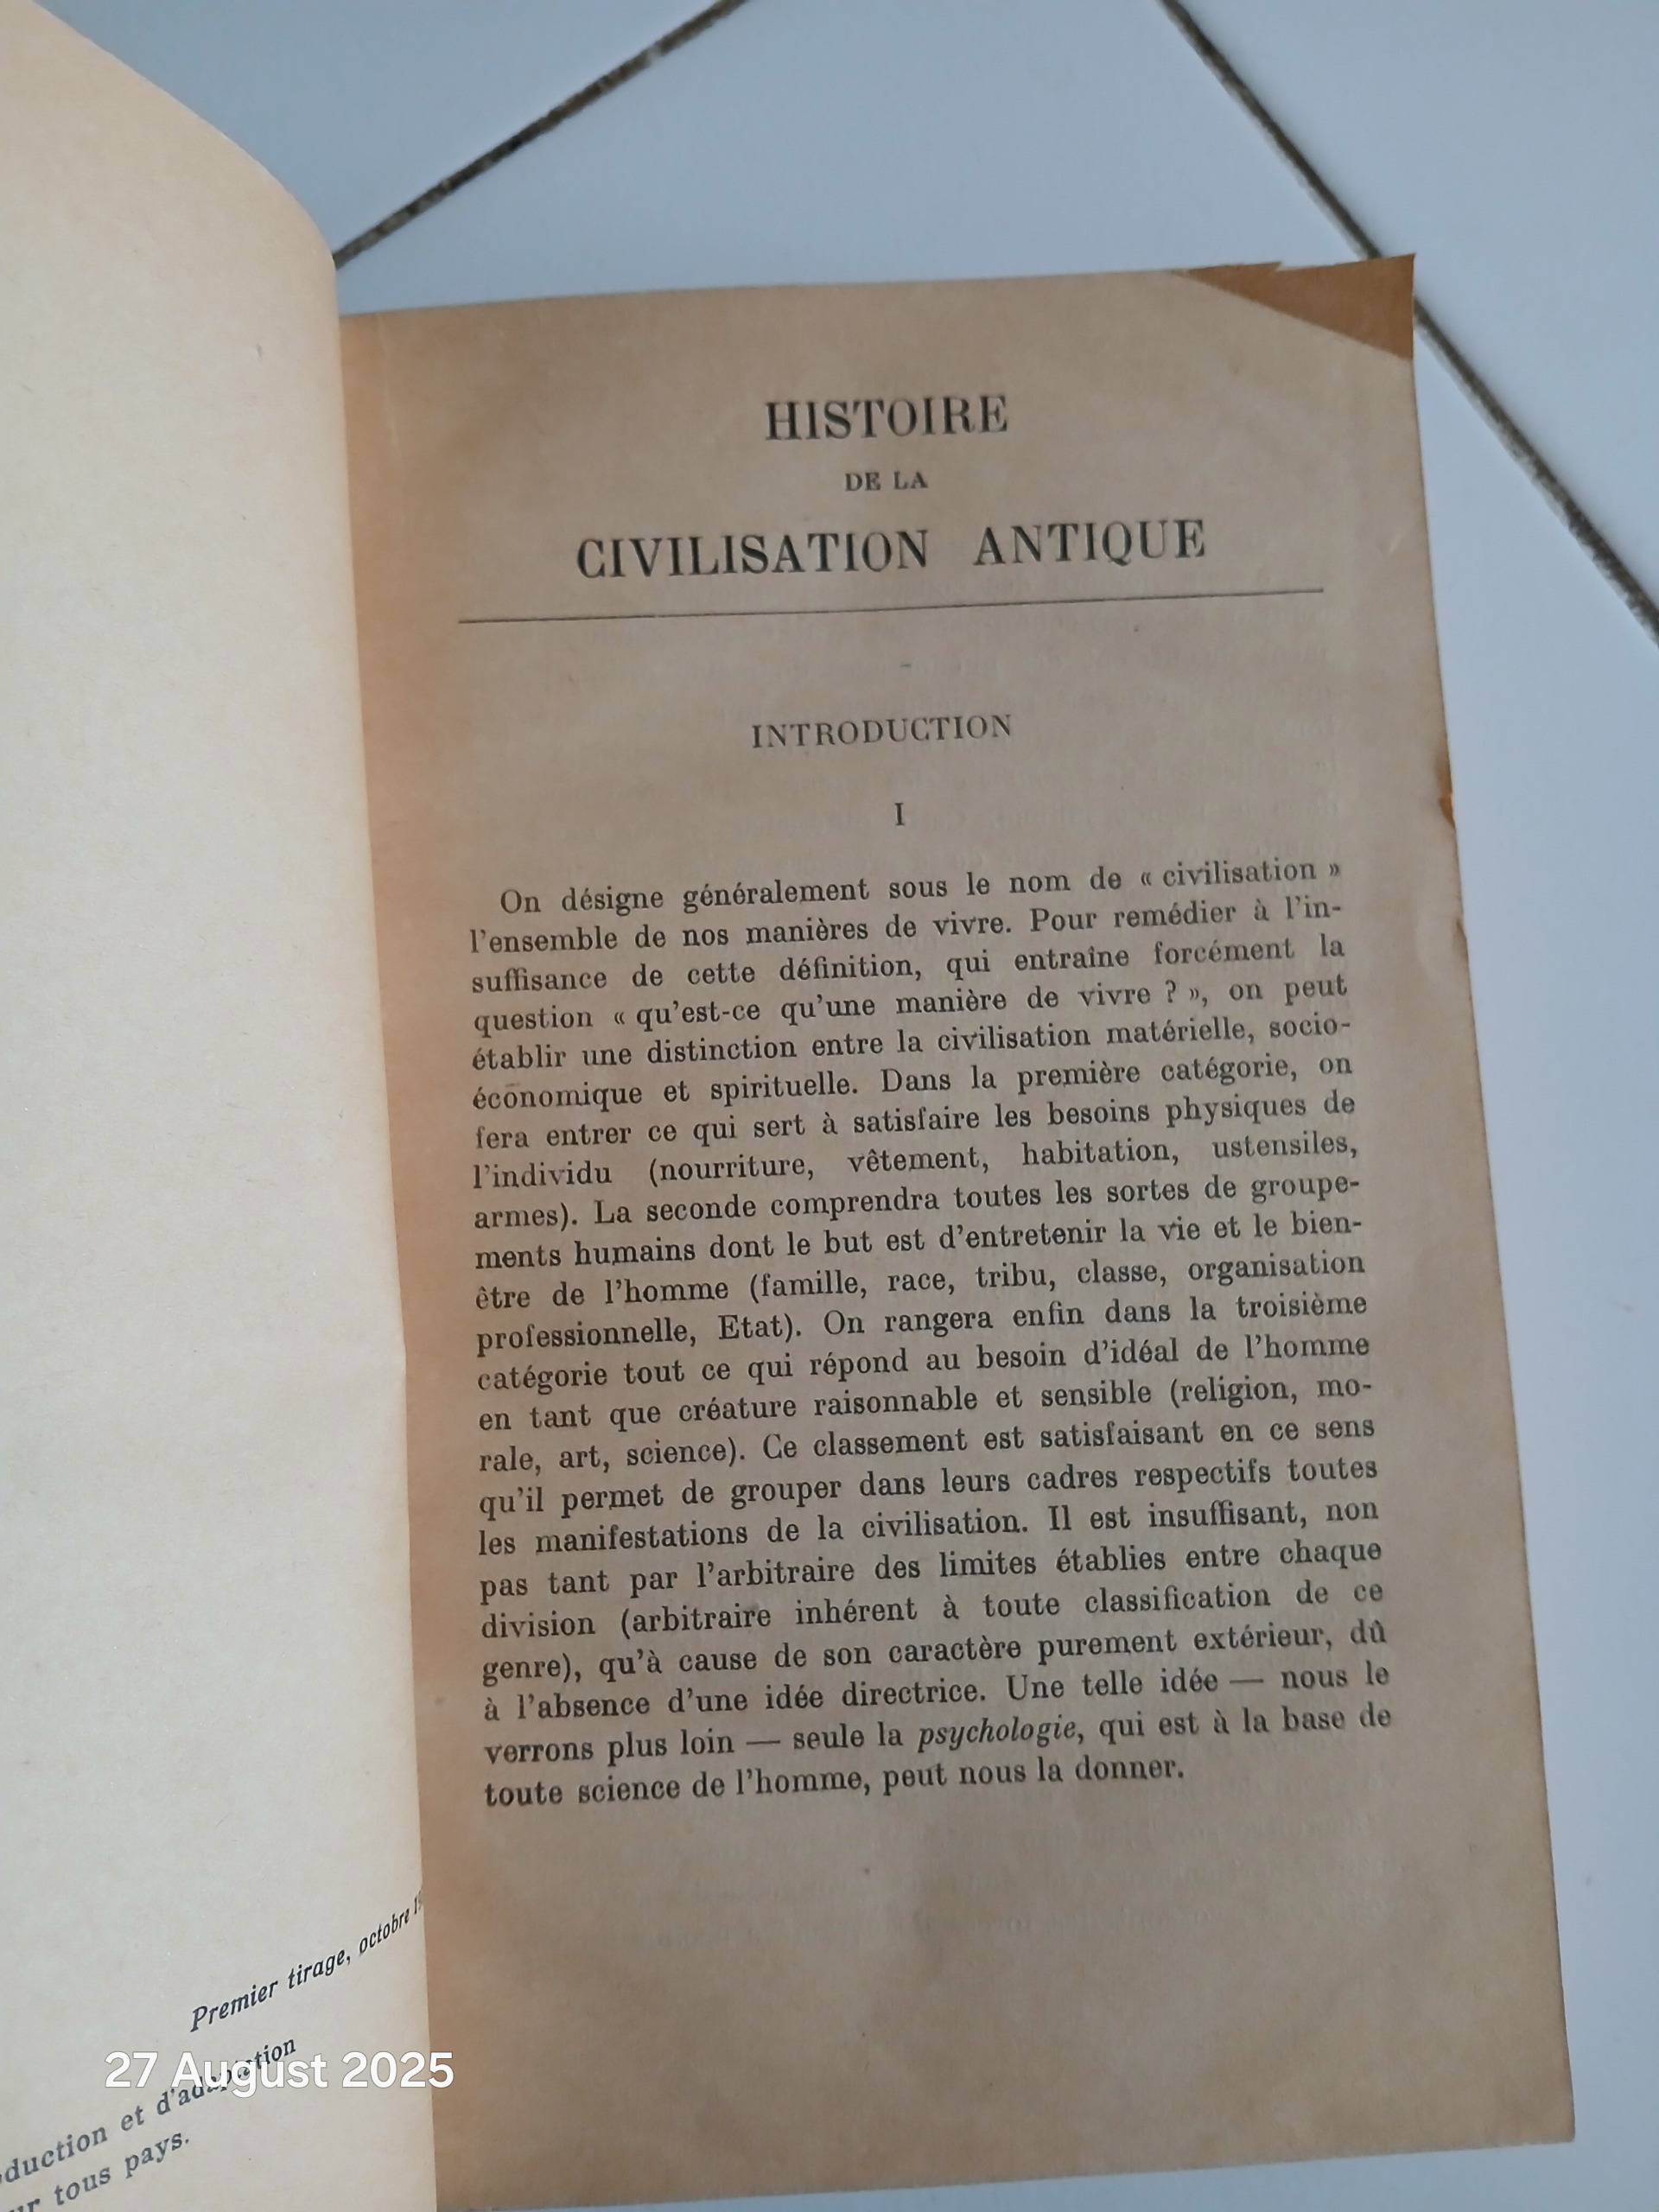 HISTOIRE
DE LA
CIVILISATION ANTIQUE
INTRODUCTION
I
On désigne généralement sous le nom de « civilisation »
l'ensemble de nos manières de vivre. Pour remédier à l'in-
suffisance de cette définition, qui entraîne forcément la
question « qu'est-ce qu'une manière de vivre ? », on peut
établir une distinction entre la civilisation matérielle, socio-
économique et spirituelle. Dans la première catégorie, on
fera entrer ce qui sert à satisfaire les besoins physiques de
l'individu (nourriture, vêtement, habitation, ustensiles,
armes). La seconde comprendra toutes les sortes de groupe-
ments humains dont le but est d'entretenir la vie et le bien-
être de l'homme (famille, race, tribu, classe, organisation
professionnelle, Etat). On rangera enfin dans la troisième
catégorie tout ce qui répond au besoin d'idéal de l'homme
en tant que créature raisonnable et sensible (religion, mo-
rale, art, science). Ce classement est satisfaisant en ce sens
qu'il permet de grouper dans leurs cadres respectifs toutes
les manifestations de la civilisation. Il est insuffisant, non
pas tant par l'arbitraire des limites établies entre chaque
division (arbitraire inhérent à toute classification de ce
genre), qu'à cause de son caractère purement extérieur, dû
à l'absence d'une idée directrice. Une telle idée — nous le
verrons plus loin — seule la psychologie, qui est à la base de
toute science de l'homme, peut nous la donner.
Premier tirage, octobre
et d'adaptation
tous pays.
27 August 2025